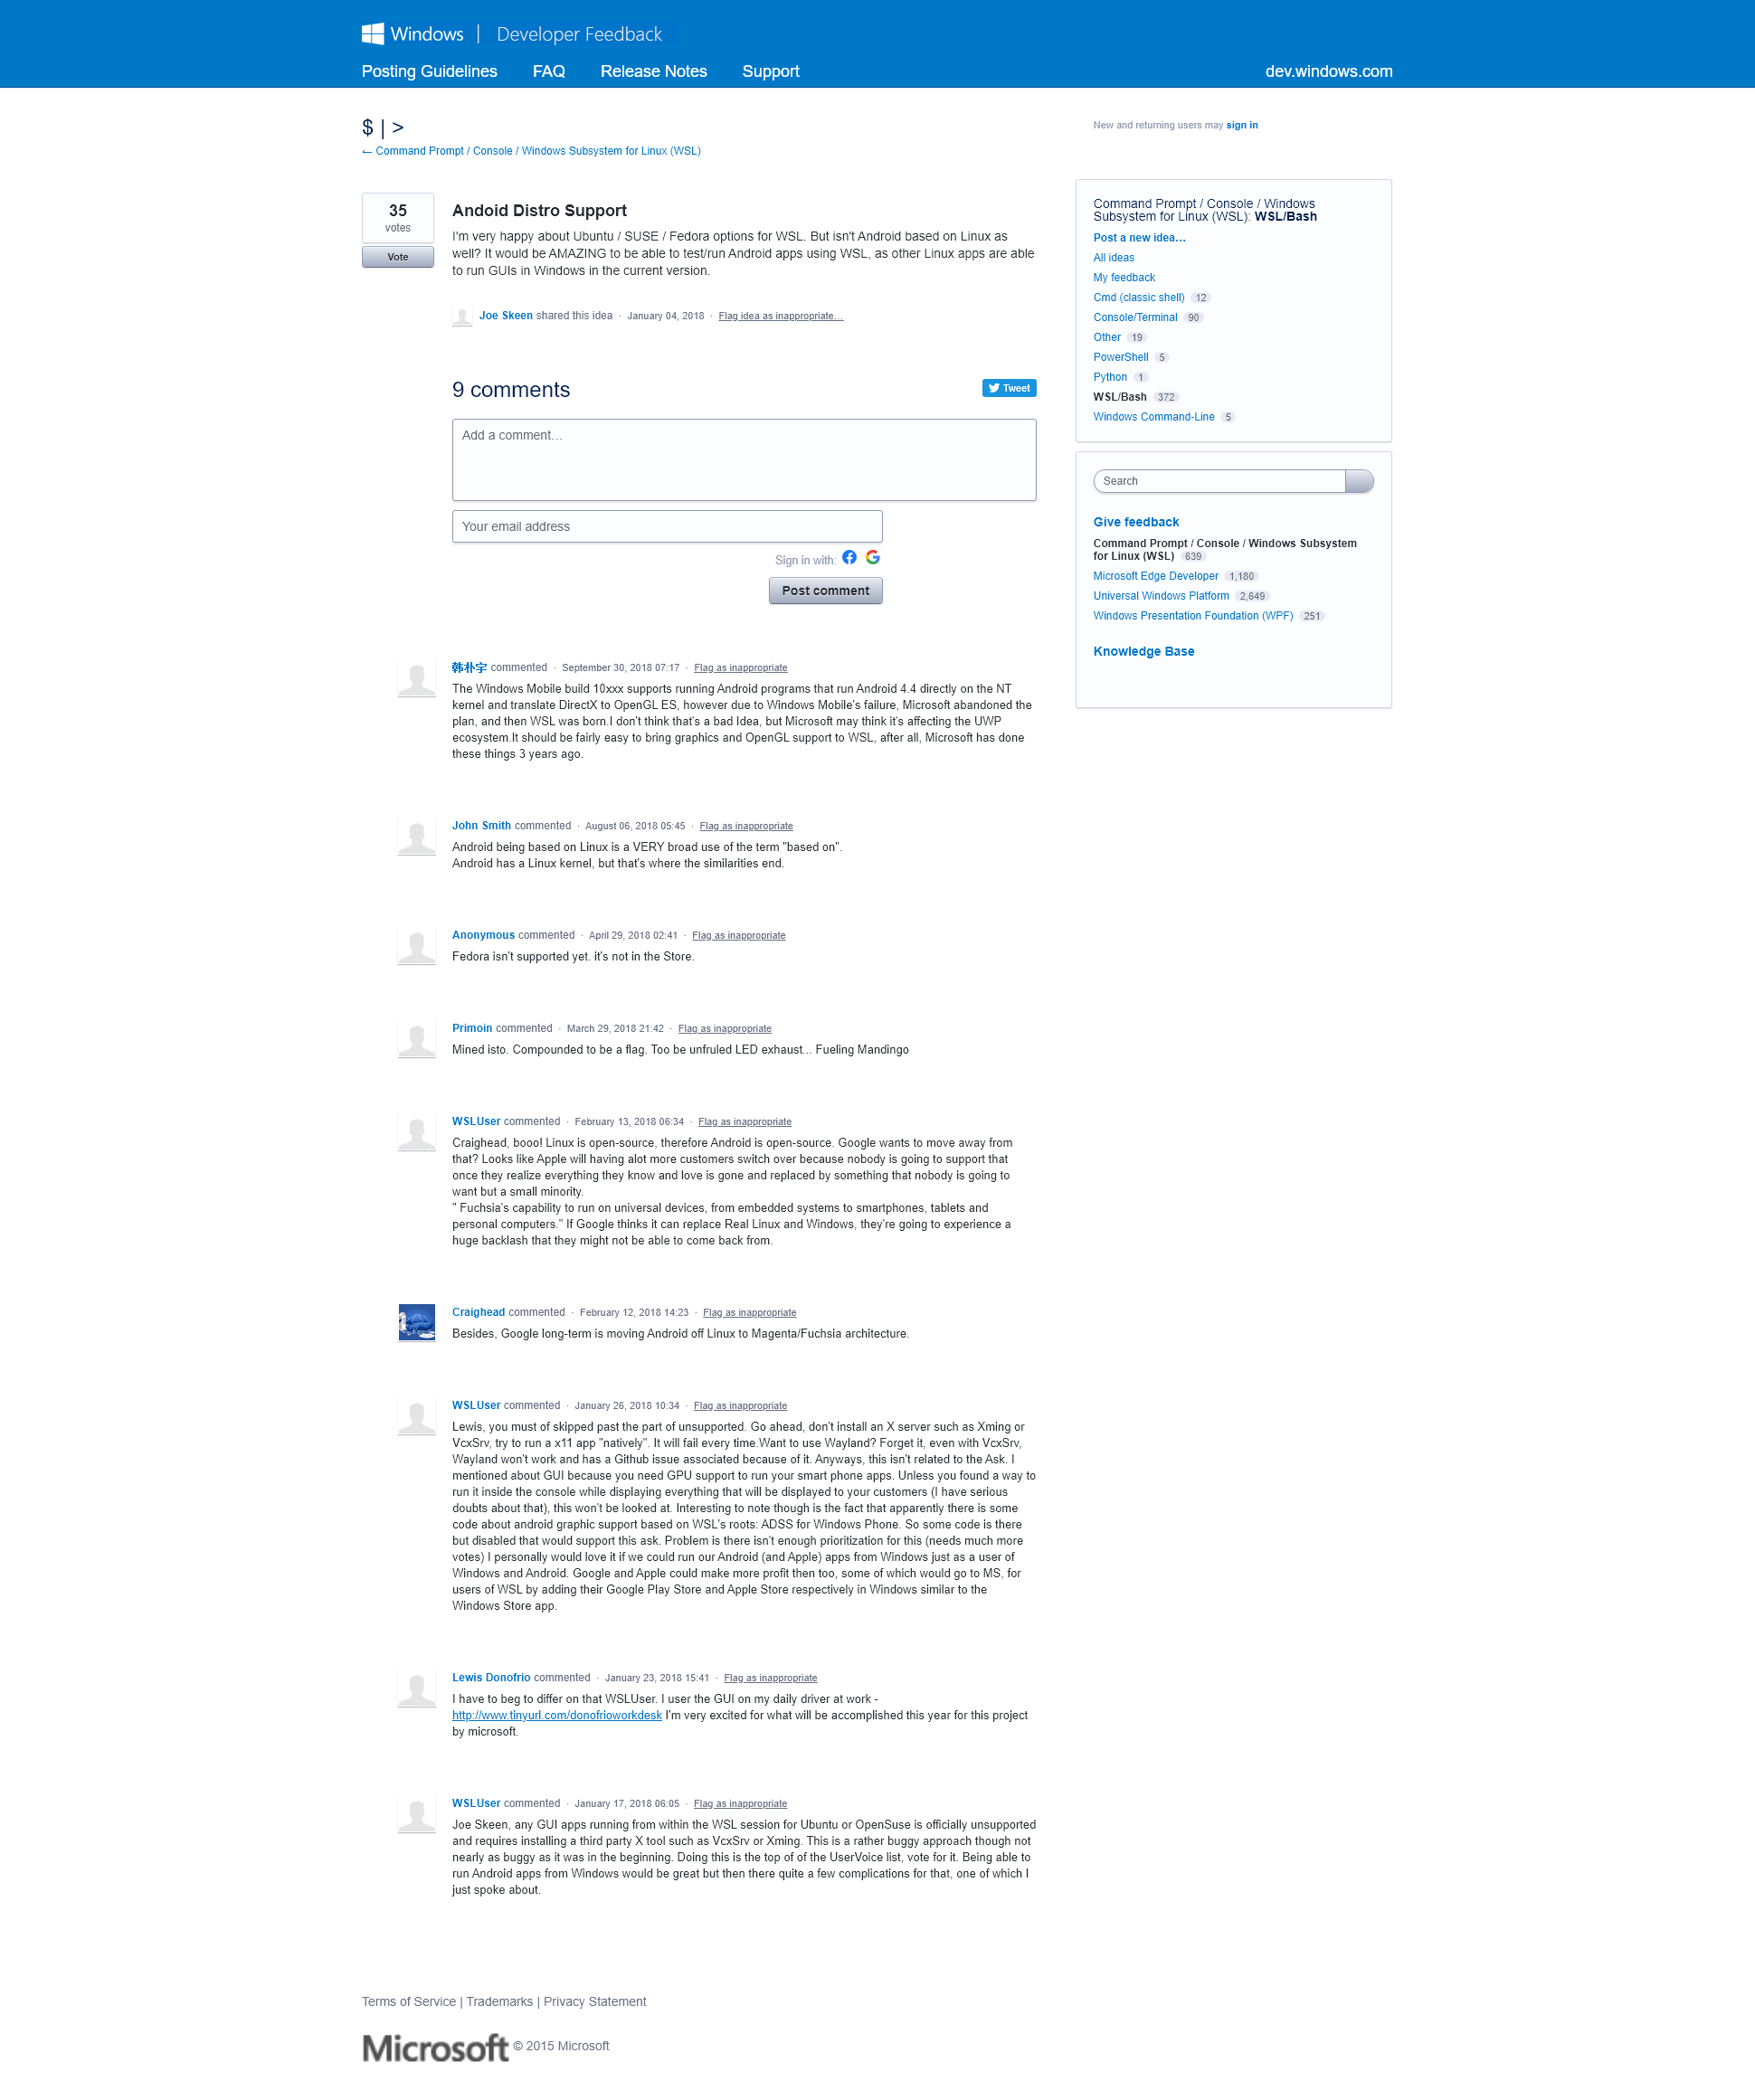 Windows | Developer Feedback
Posting Guidelines FAQ Release Notes Support dev.windows.com
$ | >
New and returning users may sign in
← Command Prompt / Console / Windows Subsystem for Linux (WSL)
35
votes
Vote
Andoid Distro Support
I'm very happy about Ubuntu / SUSE / Fedora options for WSL. But isn't Android based on Linux as
well? It would be AMAZING to be able to test/run Android apps using WSL, as other Linux apps are able
to run GUIs in Windows in the current version.
Joe Skeen shared this idea · January 04, 2018 · Flag idea as inappropriate…
9 comments
Tweet
Add a comment…
Your email address
Sign in with:
Post comment
韩朴宇 commented · September 30, 2018 07:17 · Flag as inappropriate
The Windows Mobile build 10xxx supports running Android programs that run Android 4.4 directly on the NT
kernel and translate DirectX to OpenGL ES, however due to Windows Mobile's failure, Microsoft abandoned the
plan, and then WSL was born.I don't think that's a bad Idea, but Microsoft may think it's affecting the UWP
ecosystem.It should be fairly easy to bring graphics and OpenGL support to WSL, after all, Microsoft has done
these things 3 years ago.
John Smith commented · August 06, 2018 05:45 · Flag as inappropriate
Android being based on Linux is a VERY broad use of the term "based on".
Android has a Linux kernel, but that's where the similarities end.
Anonymous commented · April 29, 2018 02:41 · Flag as inappropriate
Fedora isn't supported yet. it's not in the Store.
Primoin commented · March 29, 2018 21:42 · Flag as inappropriate
Mined isto. Compounded to be a flag. Too be unfruled LED exhaust... Fueling Mandingo
WSLUser commented · February 13, 2018 06:34 · Flag as inappropriate
Craighead, booo! Linux is open-source, therefore Android is open-source. Google wants to move away from
that? Looks like Apple will having alot more customers switch over because nobody is going to support that
once they realize everything they know and love is gone and replaced by something that nobody is going to
want but a small minority.
" Fuchsia's capability to run on universal devices, from embedded systems to smartphones, tablets and
personal computers." If Google thinks it can replace Real Linux and Windows, they're going to experience a
huge backlash that they might not be able to come back from.
Craighead commented · February 12, 2018 14:23 · Flag as inappropriate
Besides, Google long-term is moving Android off Linux to Magenta/Fuchsia architecture.
WSLUser commented · January 26, 2018 10:34 · Flag as inappropriate
Lewis, you must of skipped past the part of unsupported. Go ahead, don't install an X server such as Xming or
VcxSrv, try to run a x11 app "natively". It will fail every time.Want to use Wayland? Forget it, even with VcxSrv,
Wayland won't work and has a Github issue associated because of it. Anyways, this isn't related to the Ask. I
mentioned about GUI because you need GPU support to run your smart phone apps. Unless you found a way to
run it inside the console while displaying everything that will be displayed to your customers (I have serious
doubts about that), this won't be looked at. Interesting to note though is the fact that apparently there is some
code about android graphic support based on WSL's roots: ADSS for Windows Phone. So some code is there
but disabled that would support this ask. Problem is there isn't enough prioritization for this (needs much more
votes) I personally would love it if we could run our Android (and Apple) apps from Windows just as a user of
Windows and Android. Google and Apple could make more profit then too, some of which would go to MS, for
users of WSL by adding their Google Play Store and Apple Store respectively in Windows similar to the
Windows Store app.
Lewis Donofrio commented · January 23, 2018 15:41 · Flag as inappropriate
I have to beg to differ on that WSLUser. I user the GUI on my daily driver at work -
http://www.tinyurl.com/donofrioworkdesk I'm very excited for what will be accomplished this year for this project
by microsoft.
WSLUser commented · January 17, 2018 06:05 · Flag as inappropriate
Joe Skeen, any GUI apps running from within the WSL session for Ubuntu or OpenSuse is officially unsupported
and requires installing a third party X tool such as VcxSrv or Xming. This is a rather buggy approach though not
nearly as buggy as it was in the beginning. Doing this is the top of of the UserVoice list, vote for it. Being able to
run Android apps from Windows would be great but then there quite a few complications for that, one of which I
just spoke about.
Command Prompt / Console / Windows
Subsystem for Linux (WSL): WSL/Bash
Post a new idea…
All ideas
My feedback
Cmd (classic shell) 12
Console/Terminal 90
Other 19
PowerShell 5
Python 1
WSL/Bash 372
Windows Command-Line 5
Search
Give feedback
Command Prompt / Console / Windows Subsystem
for Linux (WSL) 639
Microsoft Edge Developer 1,180
Universal Windows Platform 2,649
Windows Presentation Foundation (WPF) 251
Knowledge Base
Terms of Service | Trademarks | Privacy Statement
Microsoft © 2015 Microsoft